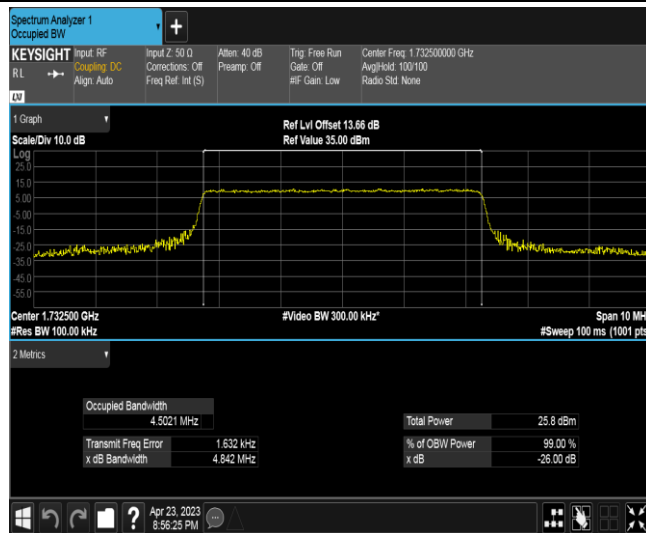 Spectrum Analyzer 1
Occupied BW
+
KEYSIGHT
RL
Input: RF
Coupling: DC
Align: Auto
Input Z: 50 Ω
Corrections: Off
Freq Ref: Int (S)
Atten: 40 dB
Preamp: Off
Trig: Free Run
Gate: Off
#IF Gain: Low
Center Freq: 1.732500000 GHz
Avg|Hold: 100/100
Radio Std: None
1 Graph
Scale/Div 10.0 dB
Ref Lvl Offset 13.66 dB
Ref Value 35.00 dBm
Log
25.0
15.0
5.00
-5.00
-15.0
-25.0
-35.0
-45.0
-55.0
Center 1.732500 GHz
#Res BW 100.00 kHz
#Video BW 300.00 kHz*
Span 10 MH
#Sweep 100 ms (1001 pts
2 Metrics
Occupied Bandwidth
4.5021 MHz
Transmit Freq Error 1.632 kHz
x dB Bandwidth 4.842 MHz
Total Power 25.8 dBm
% of OBW Power 99.00 %
x dB -26.00 dB
?
Apr 23, 2023
8:56:25 PM